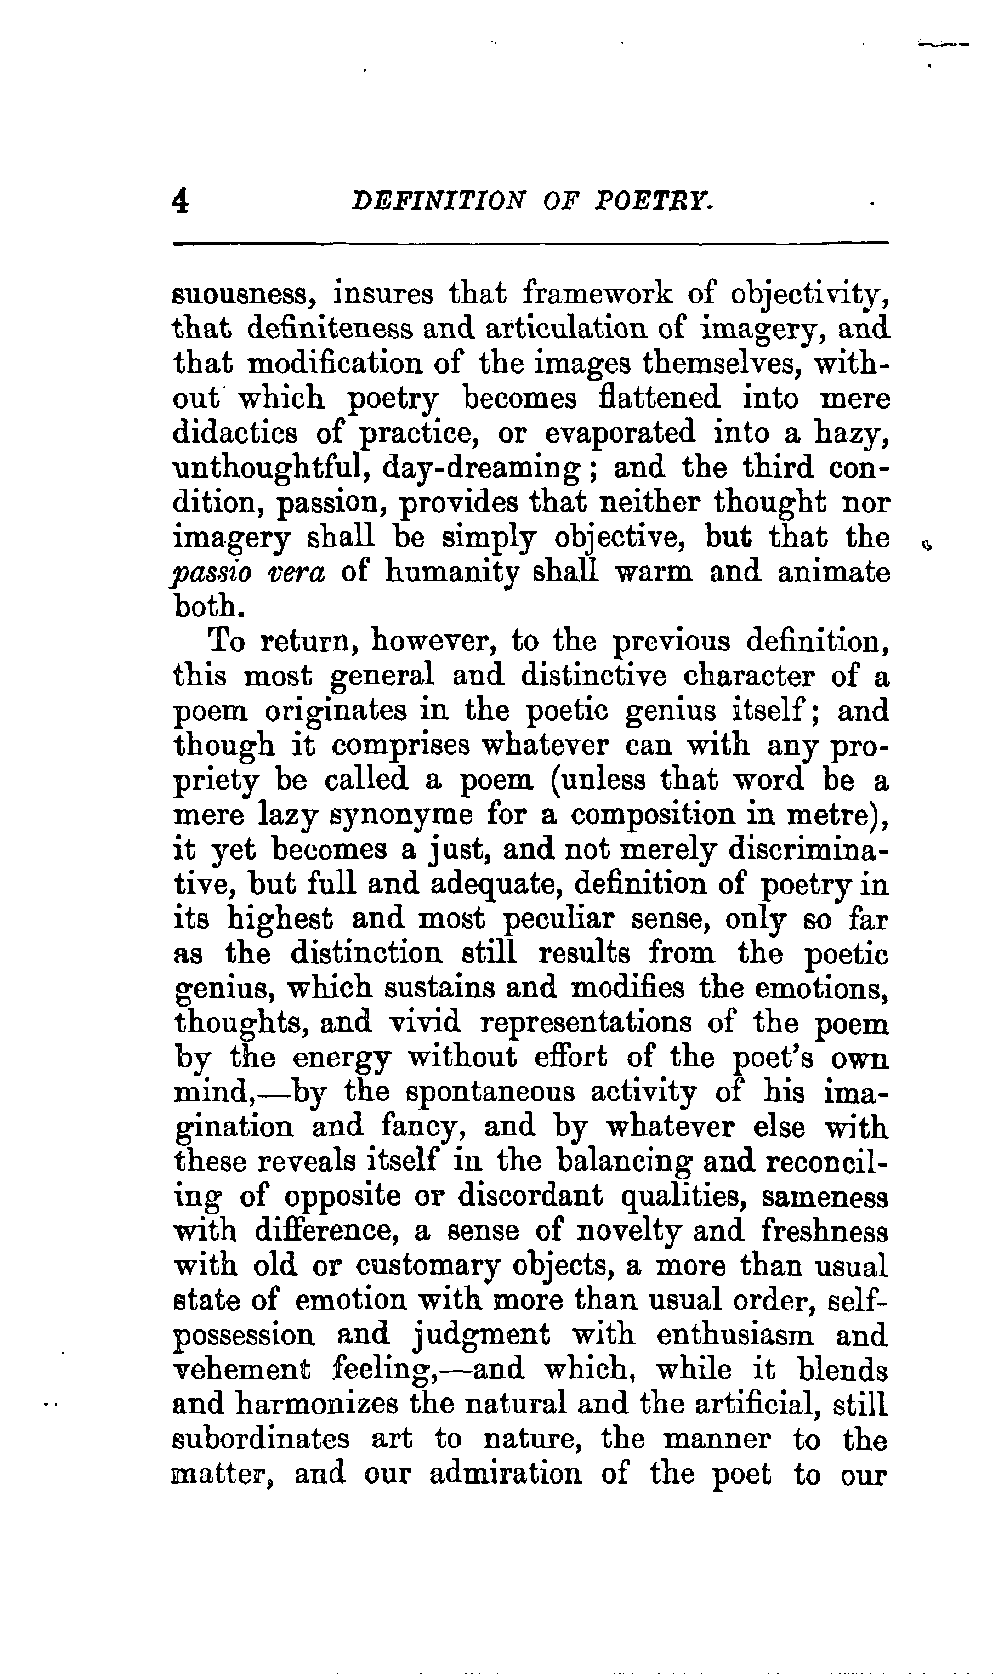 4 DEFINITION OF POETRY.
suousness, insures that framework of objectivity,
that definiteness and articulation of imagery, and
that modification of the images themselves, with-
out which poetry becomes flattened into mere
didactics of practice, or evaporated into a hazy,
unthoughtful, day-dreaming; and the third con-
dition, passion, provides that neither thought nor
imagery shall be simply objective, but that the
passio vera of humanity shall warm and animate
both.
To return, however, to the previous definition,
this most general and distinctive character of a
poem originates in the poetic genius itself; and
though it comprises whatever can with any pro-
priety be called a poem (unless that word be a
mere lazy synonyme for a composition in metre),
it yet becomes a just, and not merely discrimina-
tive, but full and adequate, definition of poetry in
its highest and most peculiar sense, only so far
as the distinction still results from the poetic
genius, which sustains and modifies the emotions,
thoughts, and vivid representations of the poem
by the energy without effort of the poet's own
mind,—by the spontaneous activity of his ima-
gination and fancy, and by whatever else with
these reveals itself in the balancing and reconcil-
ing of opposite or discordant qualities, sameness
with difference, a sense of novelty and freshness
with old or customary objects, a more than usual
state of emotion with more than usual order, self-
possession and judgment with enthusiasm and
vehement feeling,—and which, while it blends
and harmonizes the natural and the artificial, still
subordinates art to nature, the manner to the
matter, and our admiration of the poet to our